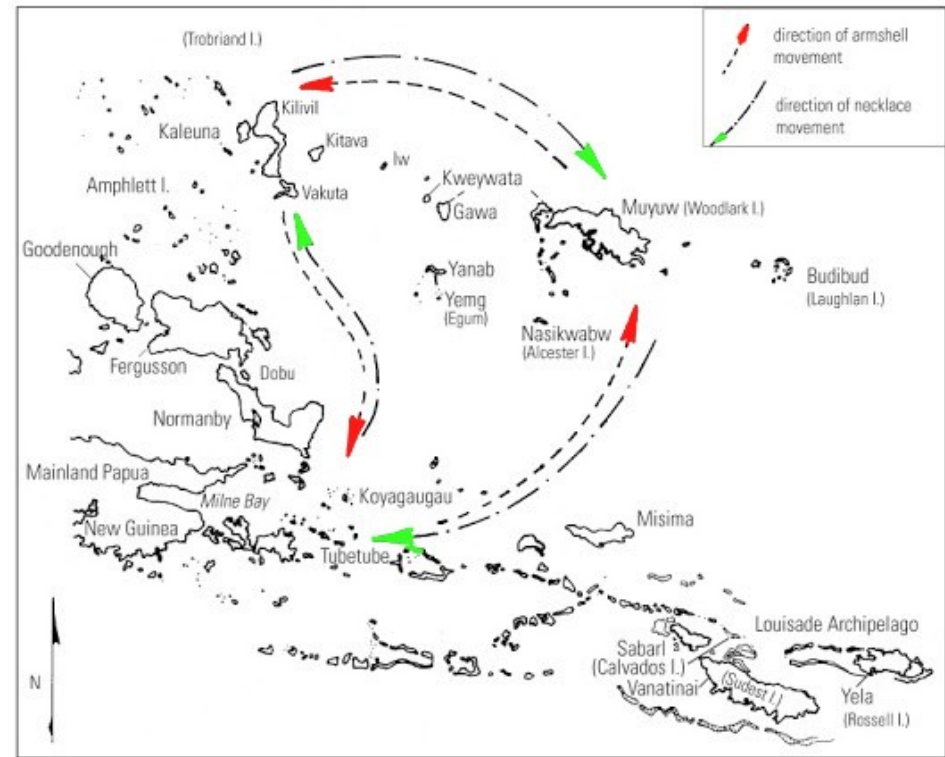 (Trobriand I.)
direction of armshell
movement
direction of necklace
movement
Kilivil
Kaleuna
Kitava
Iw
Kweywata
Amphlett I.
Vakuta
Gawa
Muyuw (Woodlark I.)
Goodenough
Yanab
Budibud
(Laughlan I.)
Yemg
(Egum)
Nasikwabw
(Alcester I.)
Fergusson
Dobu
Normanby
Mainland Papua
Milne Bay
Koyagaugau
New Guinea
Misima
Tubetube
Louisade Archipelago
Sabarl
(Calvados I.)
Vanatinai
(Sudest I.)
Yela
(Rossell I.)
N